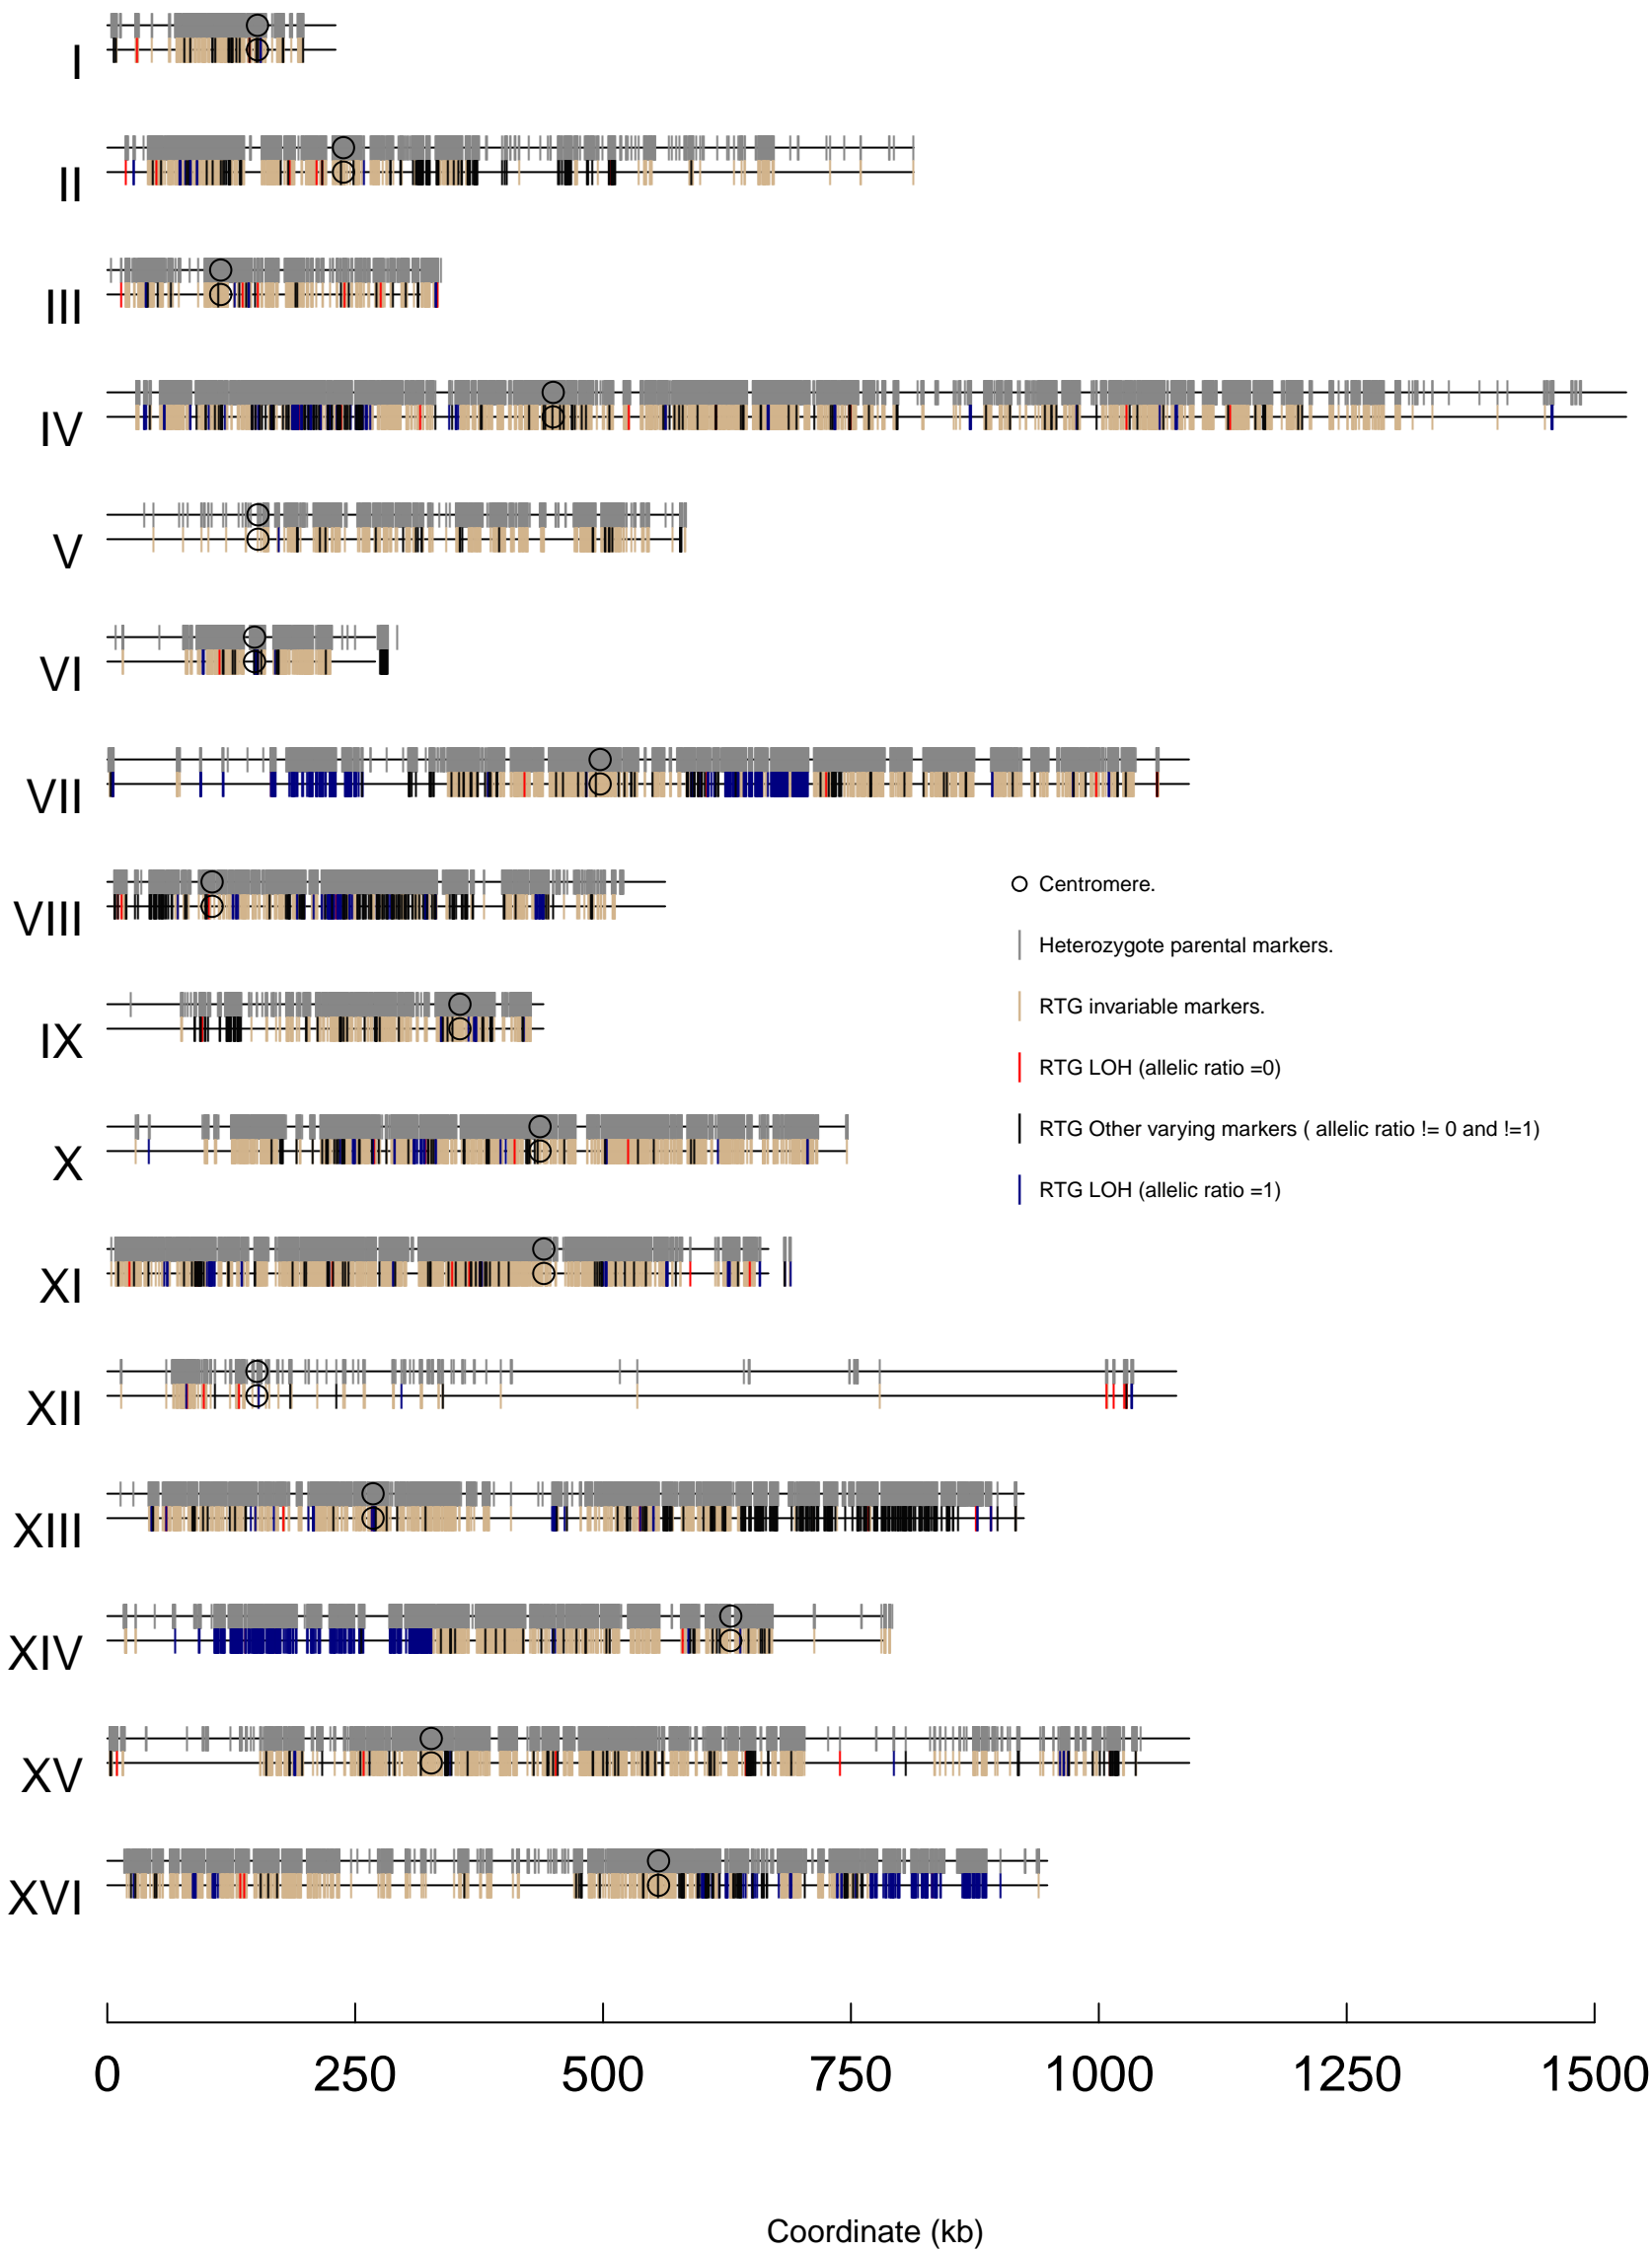 I
II
III
IV
V
VI
VII
VIII
Centromere.
Heterozygote parental markers.
IX
RTG invariable markers.
RTG LOH (allelic ratio =0)
X
RTG Other varying markers ( allelic ratio != 0 and !=1)
RTG LOH (allelic ratio =1)
XI
XII
XIII
XIV
XV
XVI
0 250 500 750 1000 1250 1500
Coordinate (kb)